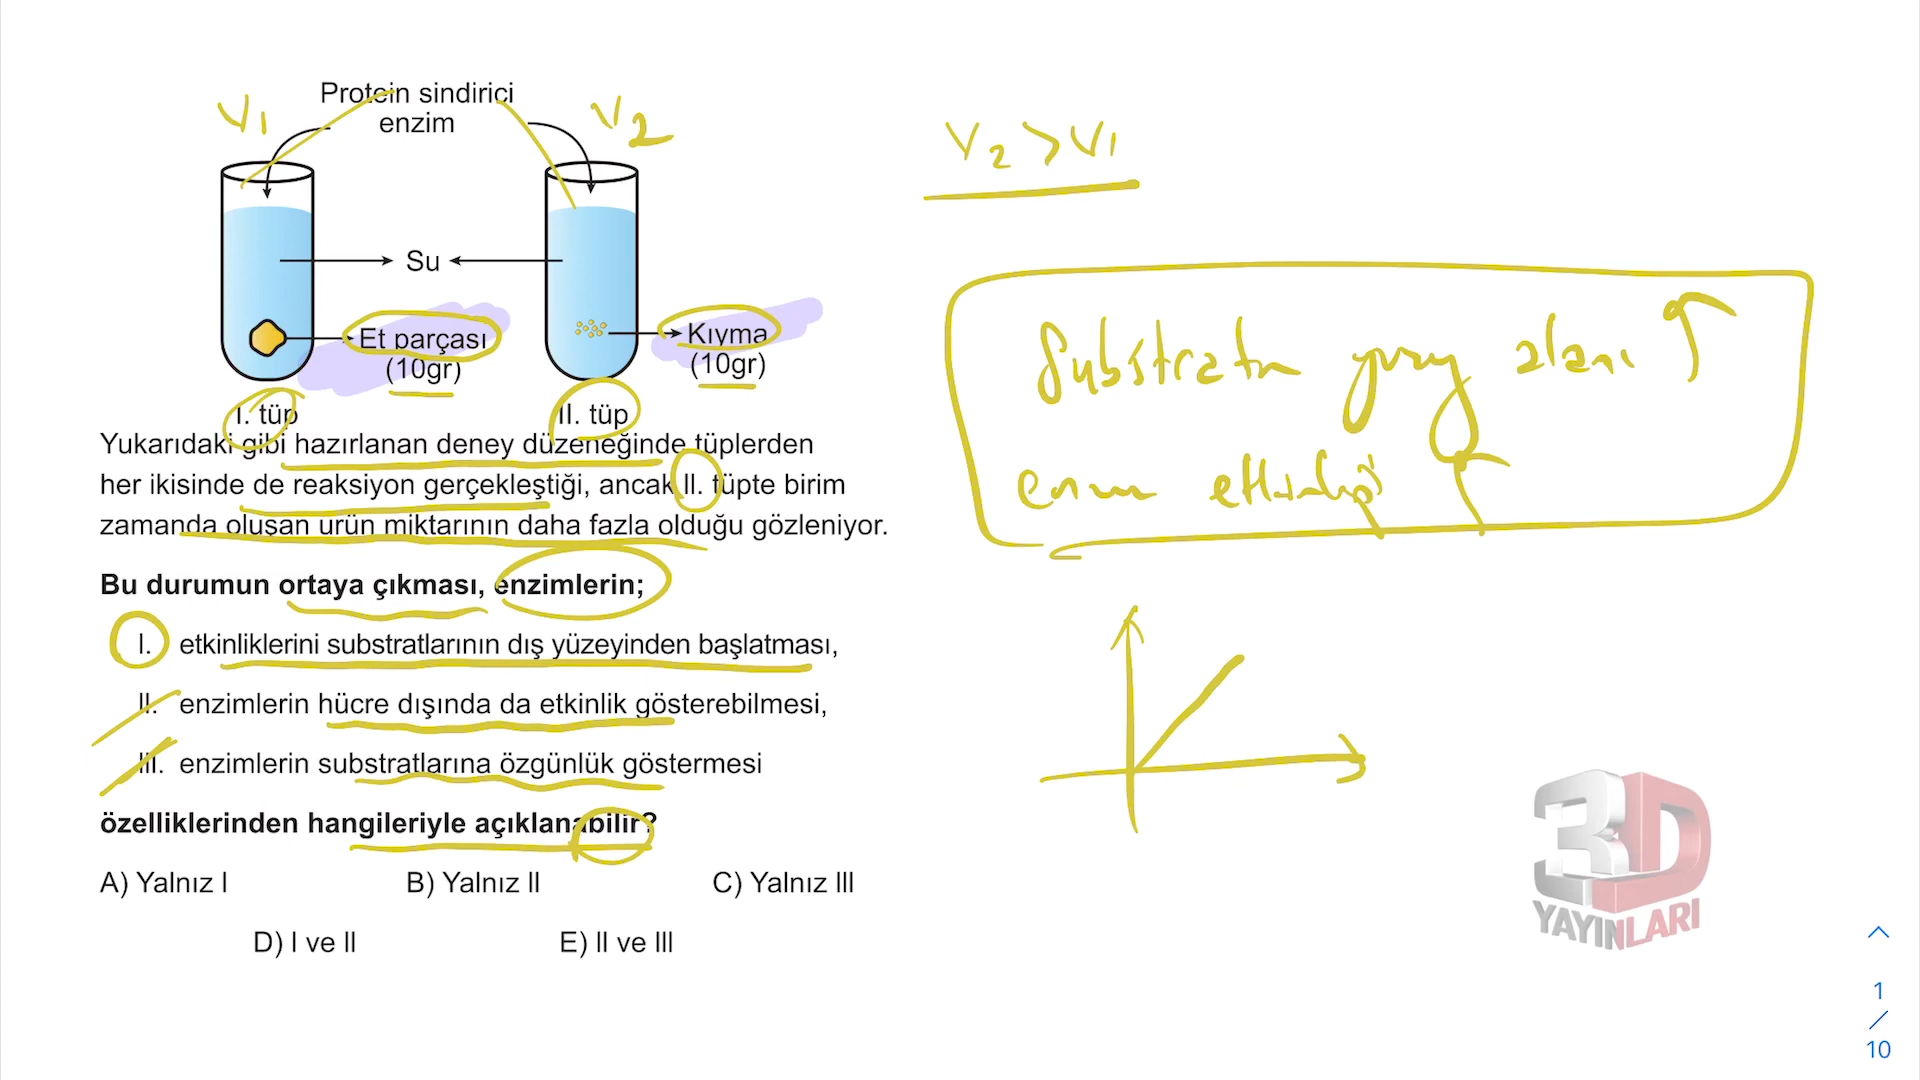 Protein sindirici
enzim
V1
V2
Su
Et parçası
(10gr)
Kıyma
(10gr)
I. tüp
II. tüp
Yukarıdaki gibi hazırlanan deney düzeneğinde tüplerden
her ikisinde de reaksiyon gerçekleştiği, ancak II. tüpte birim
zamanda oluşan ürün miktarının daha fazla olduğu gözleniyor.
Bu durumun ortaya çıkması, enzimlerin;
I. etkinliklerini substratlarının dış yüzeyinden başlatması,
II. enzimlerin hücre dışında da etkinlik gösterebilmesi,
III. enzimlerin substratlarına özgünlük göstermesi
özelliklerinden hangileriyle açıklanabilir?
A) Yalnız I
B) Yalnız II
C) Yalnız III
D) I ve II
E) II ve III
V2 > V1
Substratın yüzey alanı ↑
enzim etkinliği ↑
3D
YAYINLARI
1
/
10